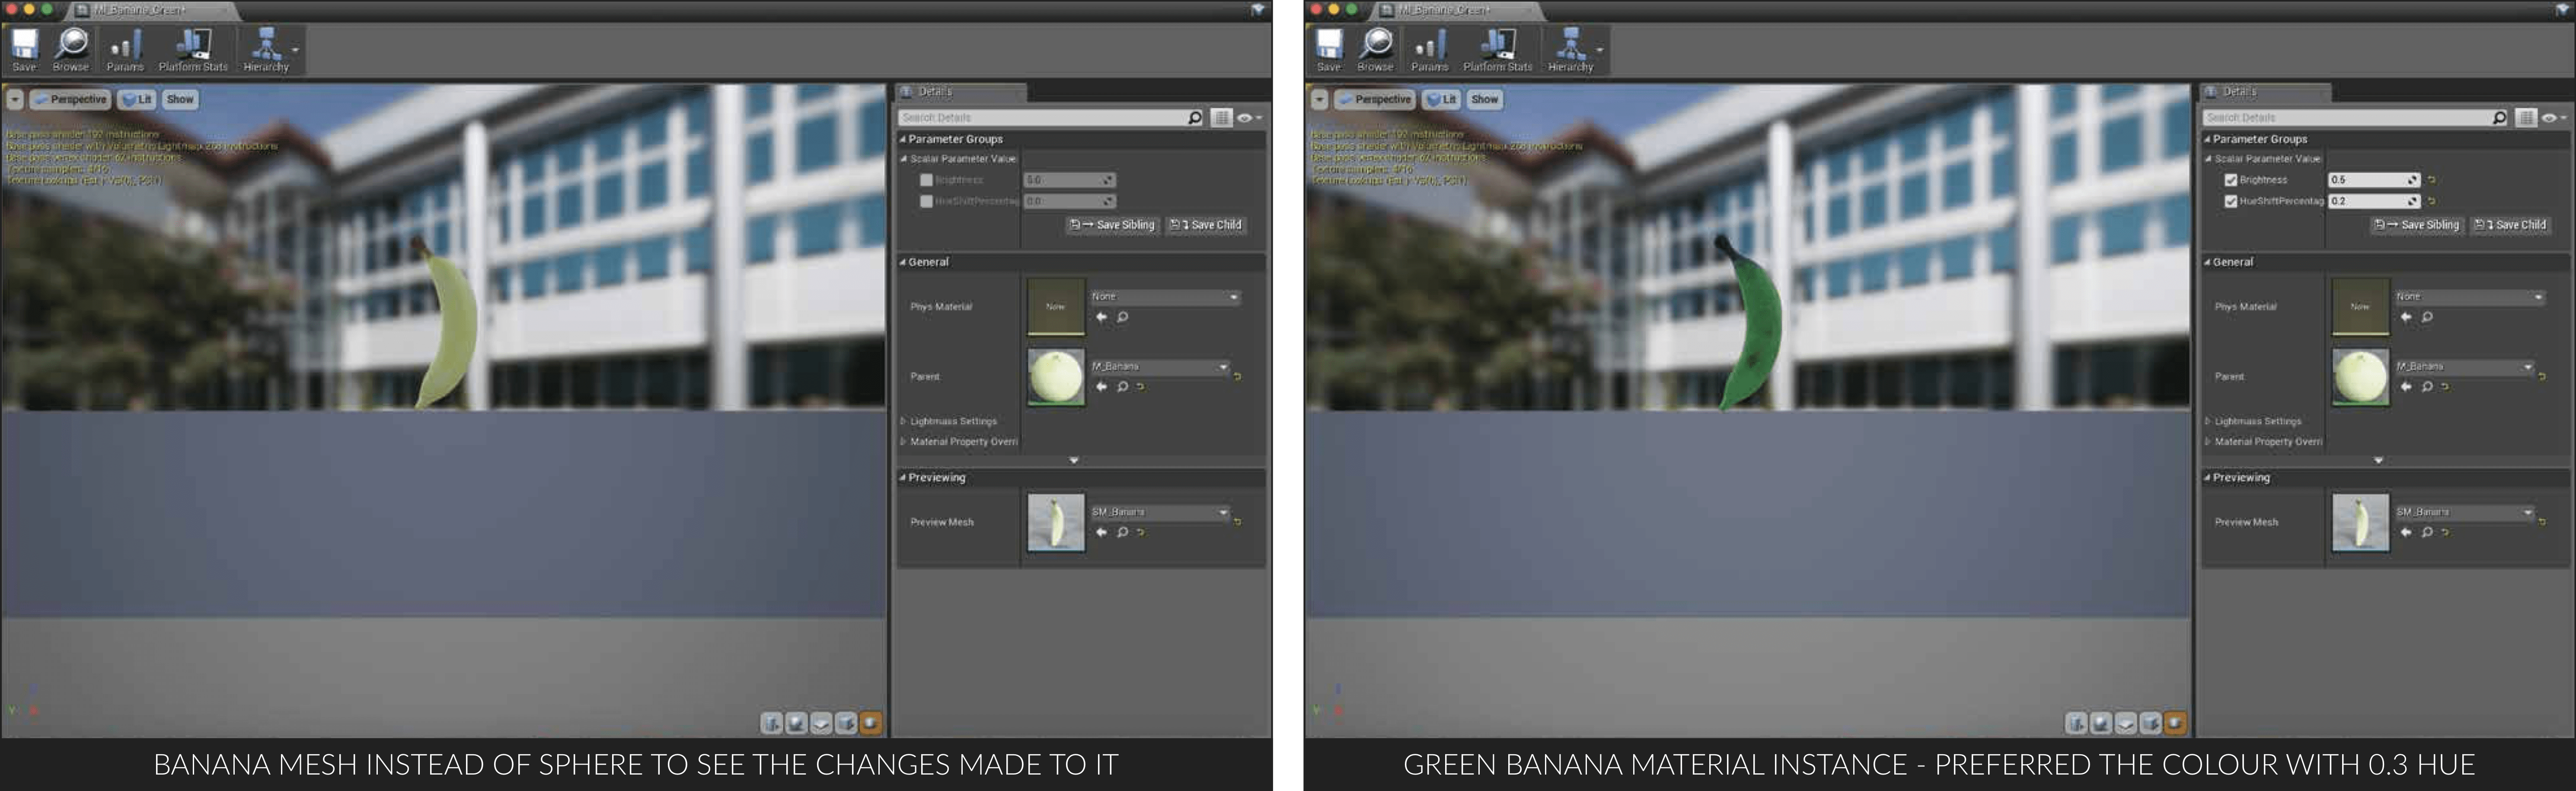 MI_Banana_Green*
Save
Browse
Params
Platform Stats
Hierarchy
Perspective
Lit
Show
Base pass shader: 192 instructions
Base pass shader with Volumetric Lightmap: 268 instructions
Base pass vertex shader: 62 instructions
Texture samplers: 4/16
Texture Lookups (Est.): VS(0), PS(1)
Y
Details
Search Details
Parameter Groups
Scalar Parameter Value
Brightness
HueShiftPercentag
0.0
Save Sibling
Save Child
General
Phys Material
None
None
Parent
M_Banana
Lightmass Settings
Material Property Overri
Previewing
Preview Mesh
SM_Banana
BANANA MESH INSTEAD OF SPHERE TO SEE THE CHANGES MADE TO IT
MI_Banana_Green*
Save
Browse
Params
Platform Stats
Hierarchy
Perspective
Lit
Show
Base pass shader: 192 instructions
Base pass shader with Volumetric Lightmap: 268 instructions
Base pass vertex shader: 62 instructions
Texture samplers: 4/16
Texture Lookups (Est.): VS(0), PS(1)
Y
Details
Search Details
Parameter Groups
Scalar Parameter Value
Brightness
0.5
HueShiftPercentag
0.2
Save Sibling
Save Child
General
Phys Material
None
None
Parent
M_Banana
Lightmass Settings
Material Property Overri
Previewing
Preview Mesh
SM_Banana
GREEN BANANA MATERIAL INSTANCE - PREFERRED THE COLOUR WITH 0.3 HUE